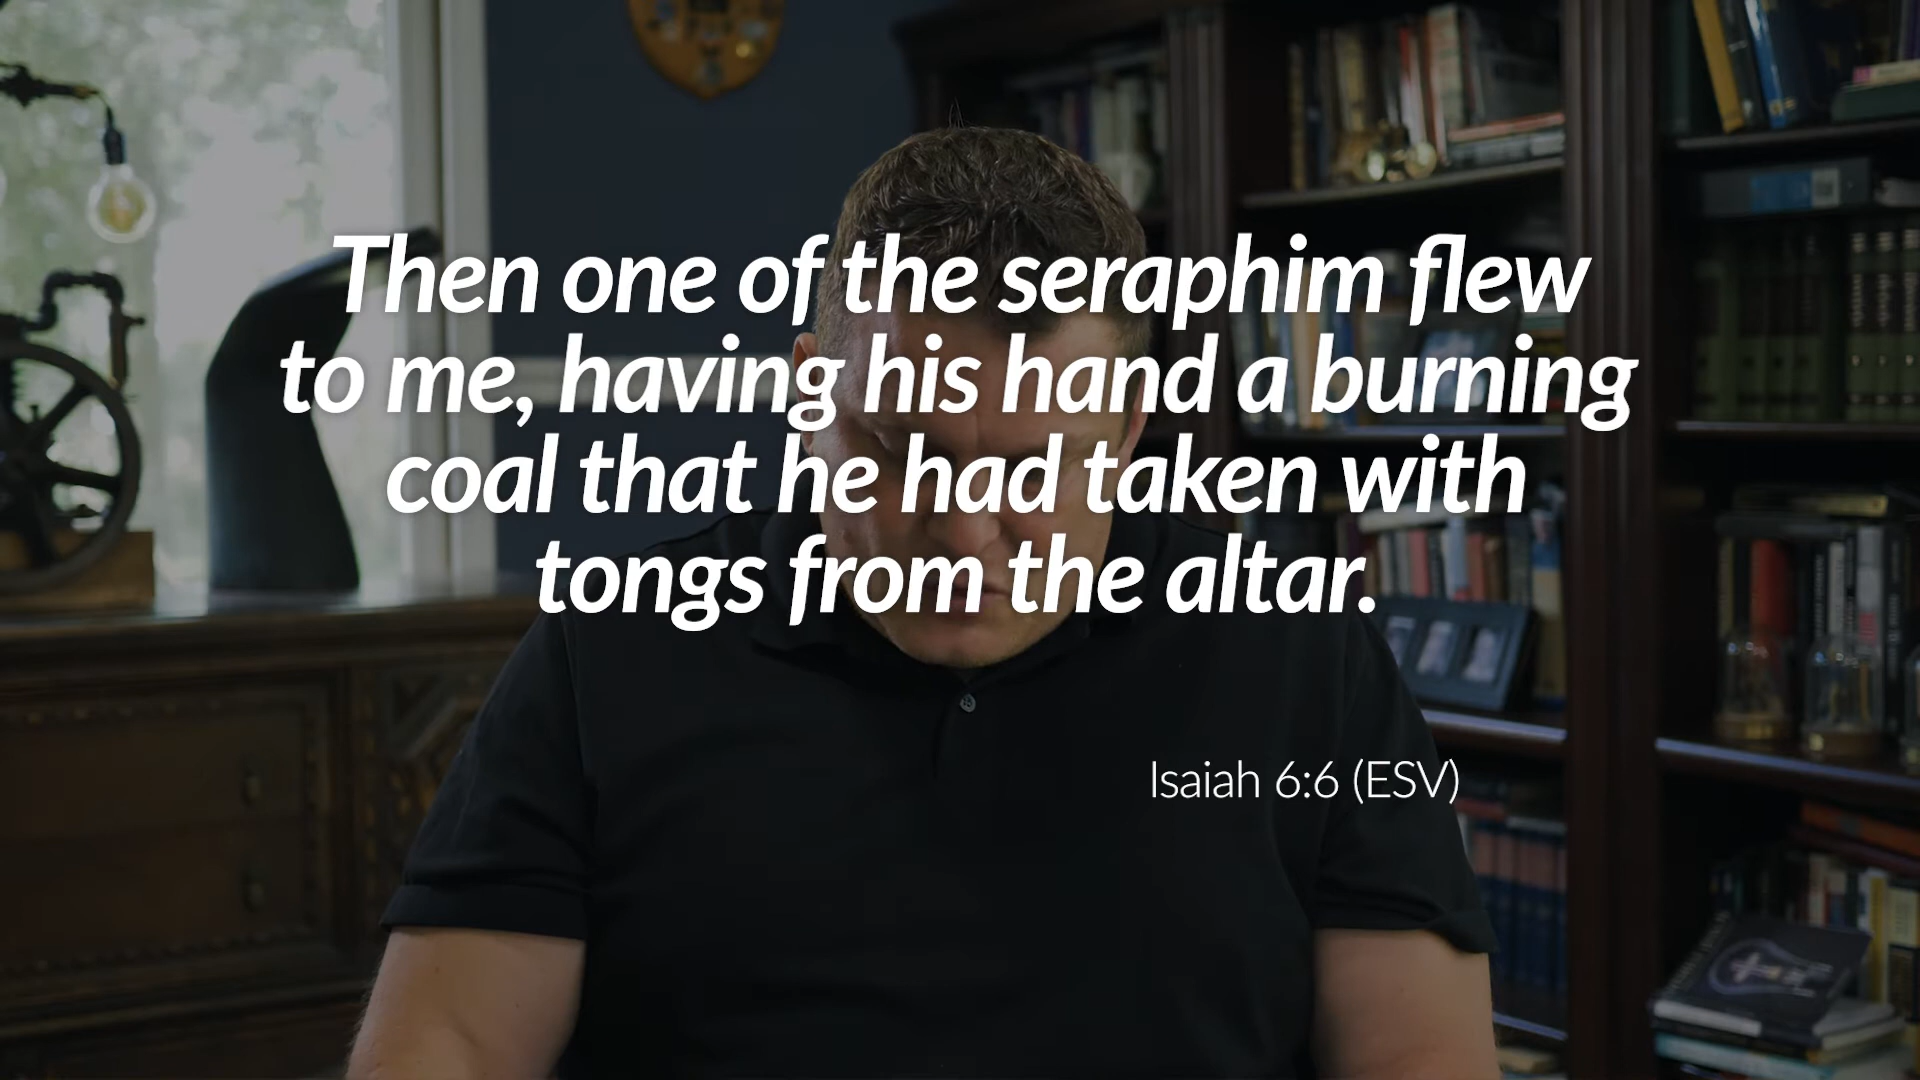 Then one of the seraphim flew
to me, having his hand a burning
coal that he had taken with
tongs from the altar.
Isaiah 6:6 (ESV)